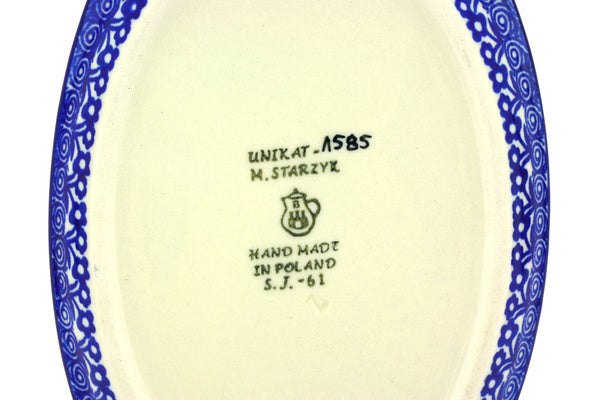 UNIKAT-1585
M. STARZYK
B
HAND MADE
IN POLAND
S. J. -61